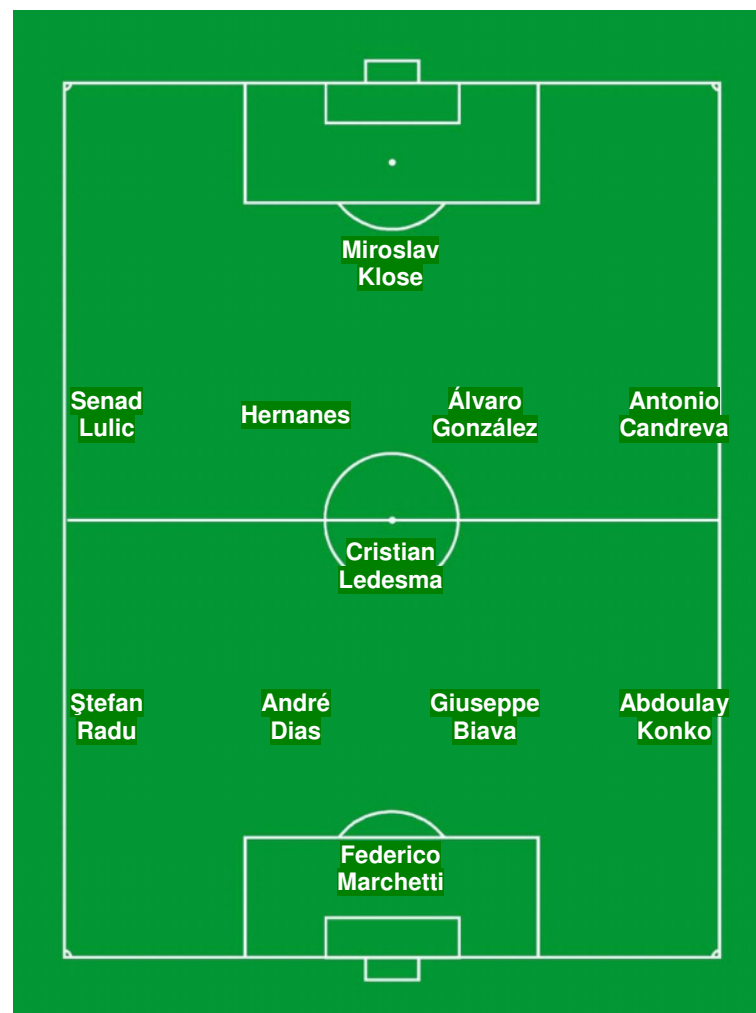 Miroslav
Klose
Senad
Lulic
Hernanes
Álvaro
González
Antonio
Candreva
Cristian
Ledesma
Ştefan
Radu
André
Dias
Giuseppe
Biava
Abdoulay
Konko
Federico
Marchetti